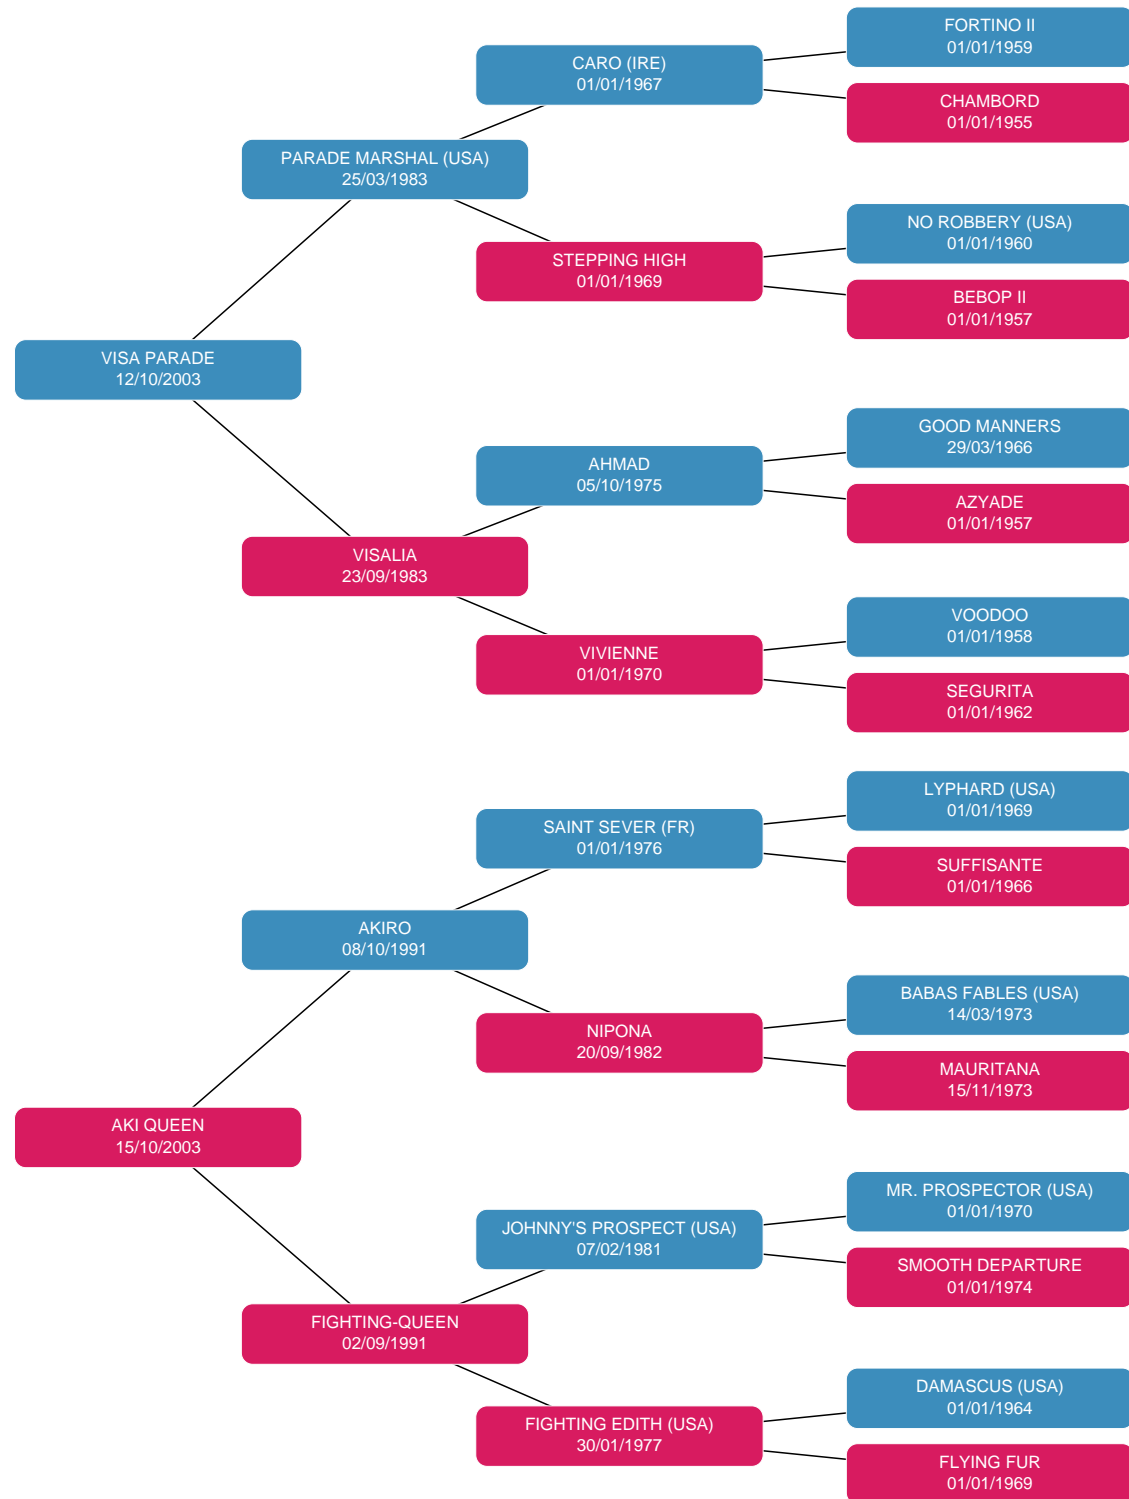 FORTINO II
01/01/1959
CARO (IRE)
01/01/1967
CHAMBORD
01/01/1955
PARADE MARSHAL (USA)
25/03/1983
NO ROBBERY (USA)
01/01/1960
STEPPING HIGH
01/01/1969
BEBOP II
01/01/1957
VISA PARADE
12/10/2003
GOOD MANNERS
29/03/1966
AHMAD
05/10/1975
AZYADE
01/01/1957
VISALIA
23/09/1983
VOODOO
01/01/1958
VIVIENNE
01/01/1970
SEGURITA
01/01/1962
LYPHARD (USA)
01/01/1969
SAINT SEVER (FR)
01/01/1976
SUFFISANTE
01/01/1966
AKIRO
08/10/1991
BABAS FABLES (USA)
14/03/1973
NIPONA
20/09/1982
MAURITANA
15/11/1973
AKI QUEEN
15/10/2003
MR. PROSPECTOR (USA)
01/01/1970
JOHNNY'S PROSPECT (USA)
07/02/1981
SMOOTH DEPARTURE
01/01/1974
FIGHTING-QUEEN
02/09/1991
DAMASCUS (USA)
01/01/1964
FIGHTING EDITH (USA)
30/01/1977
FLYING FUR
01/01/1969